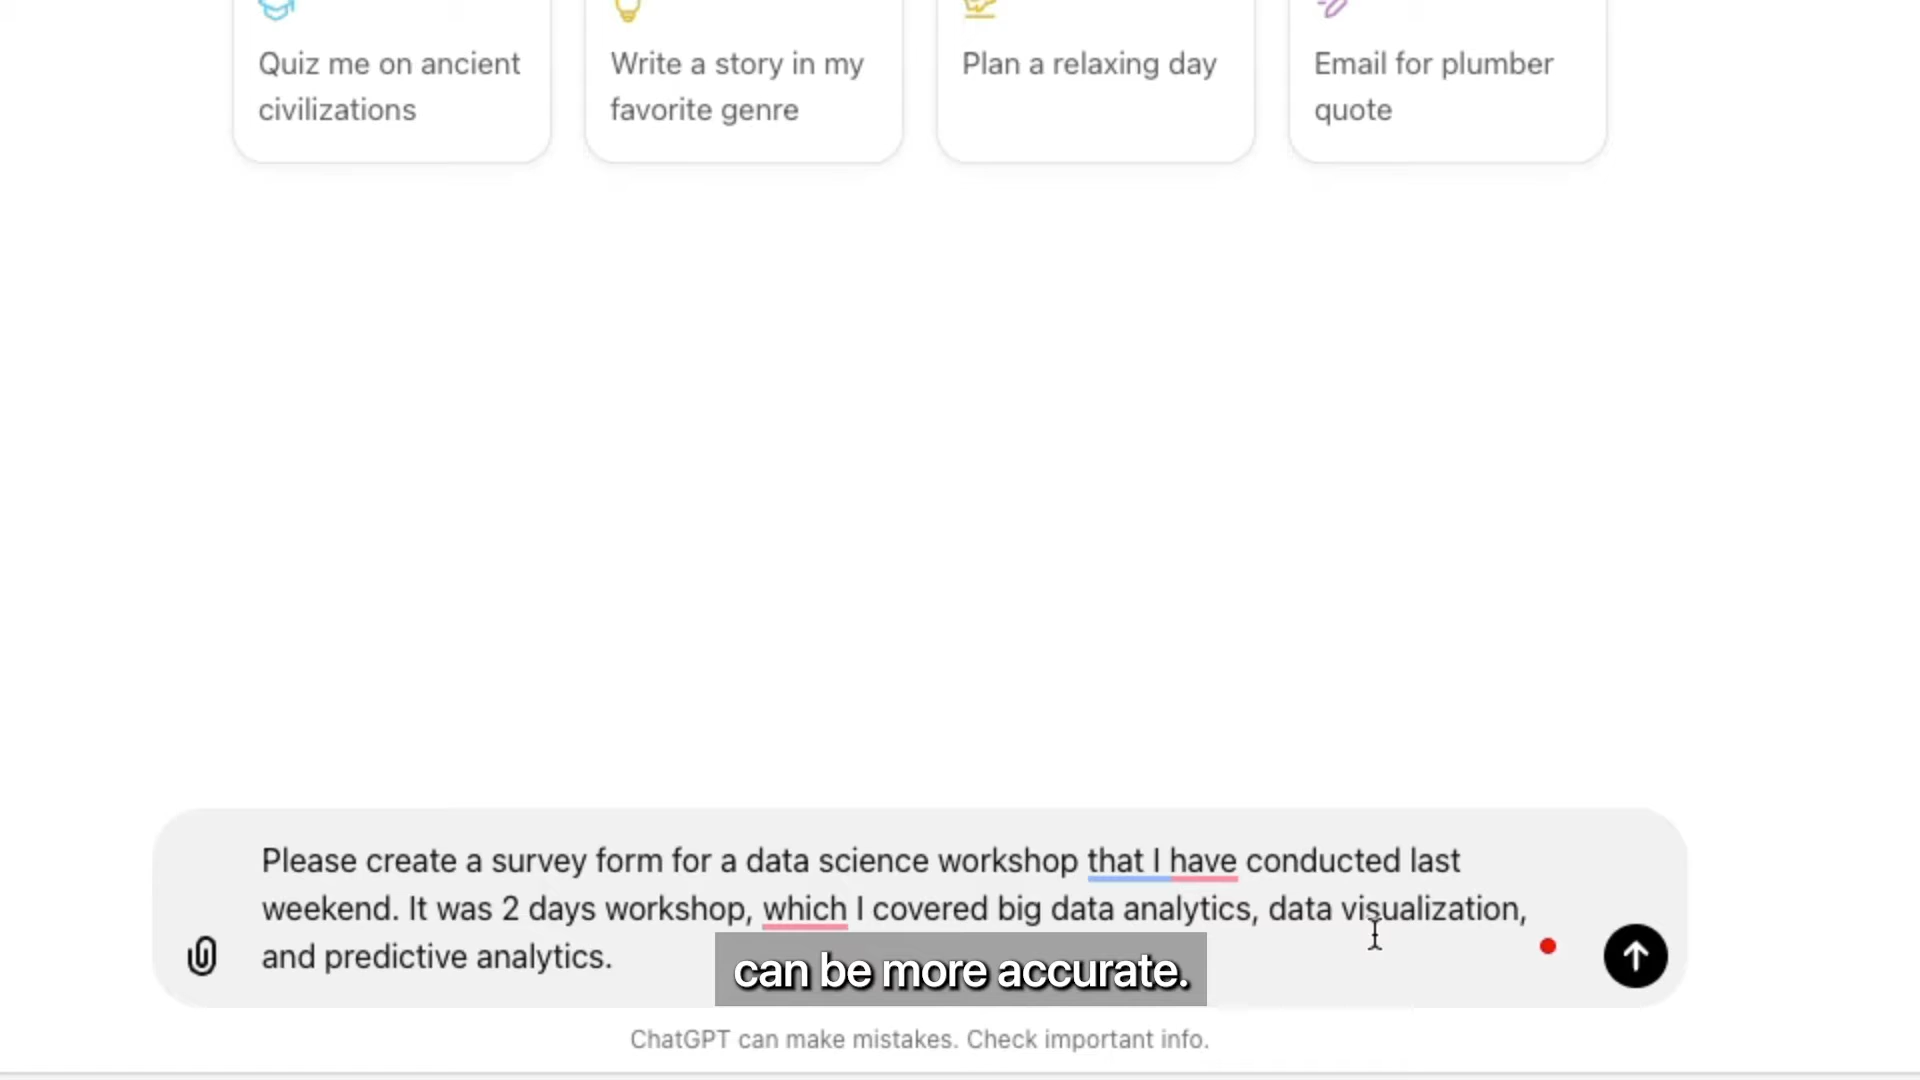 Quiz me on ancient
civilizations
Write a story in my
favorite genre
Plan a relaxing day
Email for plumber
quote
Please create a survey form for a data science workshop that I have conducted last
weekend. It was 2 days workshop, which I covered big data analytics, data visualization,
and predictive analytics.
can be more accurate.
ChatGPT can make mistakes. Check important info.